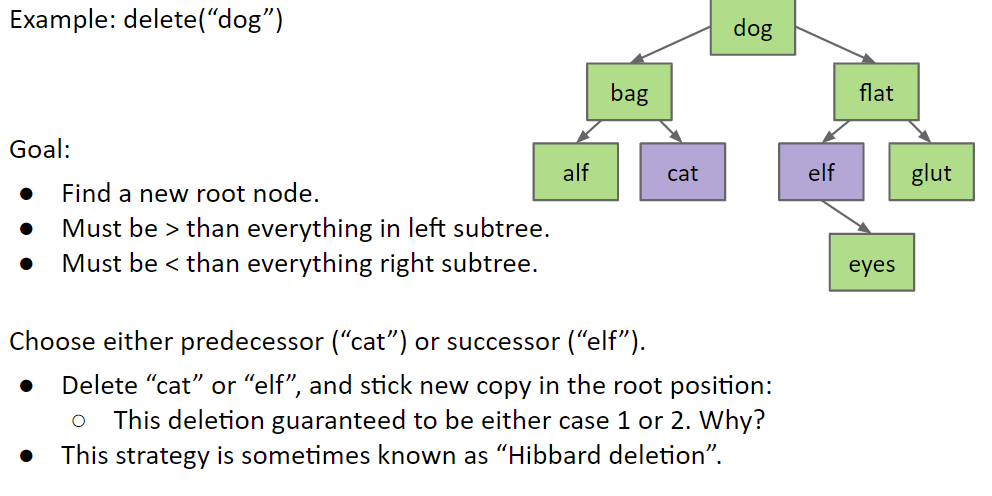 Example: delete(“dog”)
dog
bag
flat
alf
cat
elf
glut
eyes
Goal:
● Find a new root node.
● Must be > than everything in left subtree.
● Must be < than everything right subtree.
Choose either predecessor (“cat”) or successor (“elf”).
● Delete “cat” or “elf”, and stick new copy in the root position:
○ This deletion guaranteed to be either case 1 or 2. Why?
● This strategy is sometimes known as “Hibbard deletion”.